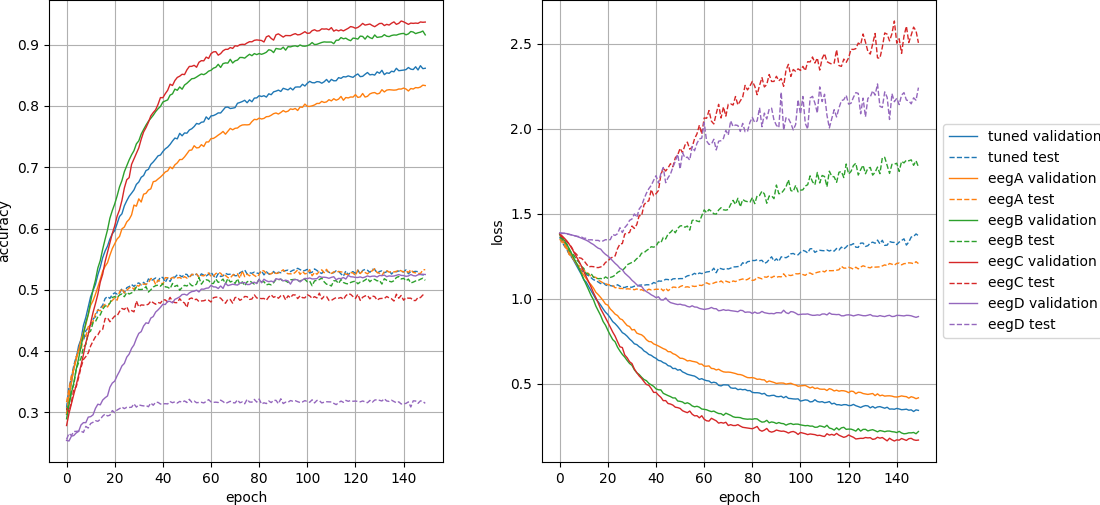 accuracy
0.9
0.8
0.7
0.6
0.5
0.4
0.3
0 20 40 60 80 100 120 140
epoch
loss
2.5
2.0
1.5
1.0
0.5
0 20 40 60 80 100 120 140
epoch
tuned validation
tuned test
eegA validation
eegA test
eegB validation
eegB test
eegC validation
eegC test
eegD validation
eegD test